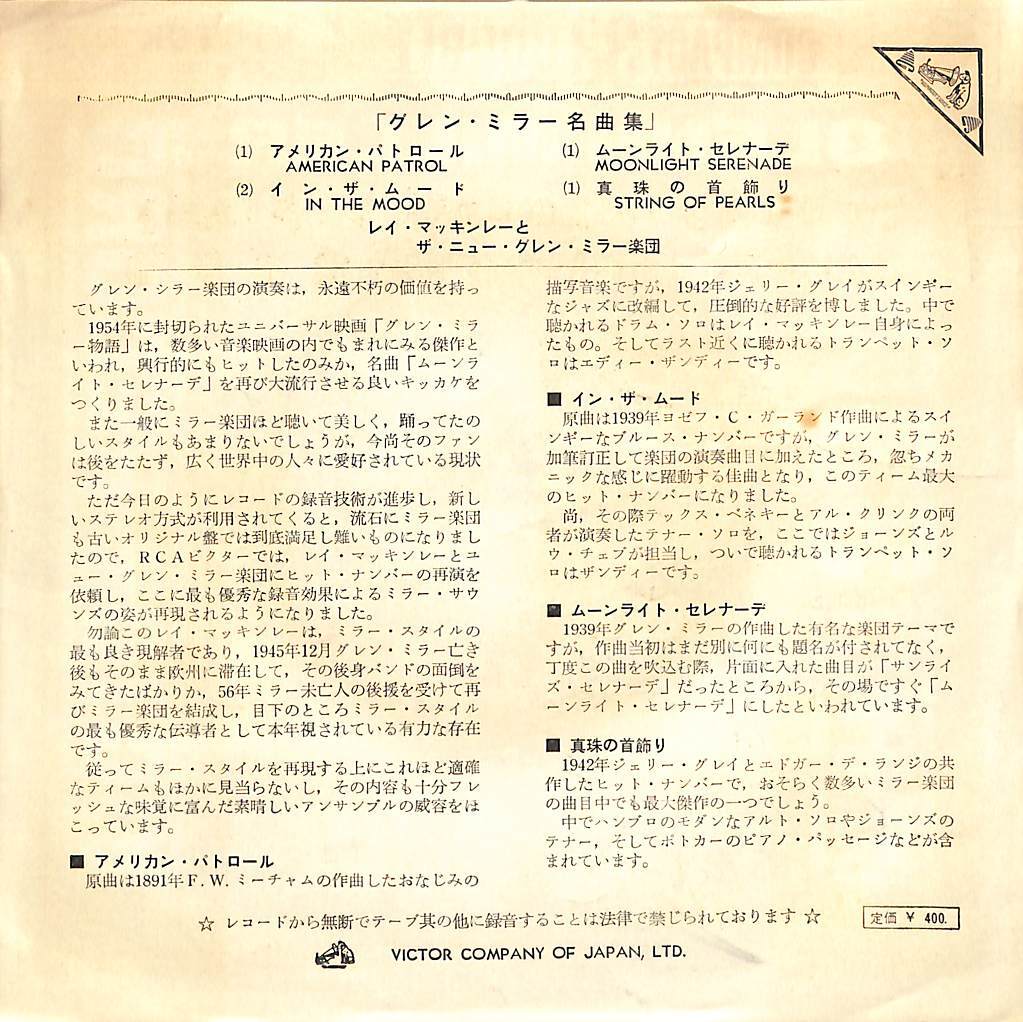 「グレン・ミラー名曲集」
(1) アメリカン・パトロール
AMERICAN PATROL
(2) イン・ザ・ムード
IN THE MOOD
(1) ムーンライト・セレナーデ
MOONLIGHT SERENADE
(1) 真珠の首飾り
STRING OF PEARLS
レイ・マッキンレーと
ザ・ニュー・グレン・ミラー楽団
グレン・シラー楽団の演奏は，永遠不朽の価値を持っ
ています。
1954年に封切られたユニバーサル映画「グレン・ミラ
ー物語」は，数多い音楽映画の内でもまれにみる傑作と
いわれ，興行的にもヒットしたのみか，名曲「ムーンラ
イト・セレナーデ」を再び大流行させる良いキッカケを
つくりました。
また一般にミラー楽団ほど聴いて美しく，踊ってたの
しいスタイルもあまりないでしょうが，今尚そのファン
は後をたたず，広く世界中の人々に愛好されている現状
です。
ただ今日のようにレコードの録音技術が進歩し，新し
いステレオ方式が利用されてくると，流石にミラー楽団
も古いオリジナル盤では到底満足し難いものになりまし
たので，ＲＣＡビクターでは，レイ・マッキンレーとニ
ュー・グレン・ミラー楽団にヒット・ナンバーの再演を
依頼し，ここに最も優秀な録音効果によるミラー・サウ
ンズの姿が再現されるようになりました。
勿論このレイ・マッキンレーは，ミラー・スタイルの
最も良き現解者であり，1945年12月グレン・ミラー亡き
後もそのまま欧州に滞在して，その後身バンドの面倒を
みてきたばかりか，56年ミラー未亡人の後援を受けて再
びミラー楽団を結成し，目下のところミラー・スタイル
の最も優秀な伝導者として本年視されている有力な存在
です。
従ってミラー・スタイルを再現する上にこれほど適確
なティームもほかに見当らないし，その内容も十分フレ
ッシュな味覚に富んだ素晴しいアンサンブルの威容をほ
こっています。
■ アメリカン・パトロール
原曲は1891年F.W.ミーチャムの作曲したおなじみの
描写音楽ですが，1942年ジェリー・グレイがスインギー
なジャズに改編して，圧倒的な好評を博しました。中で
聴かれるドラム・ソロはレイ・マッキンレー自身によっ
たもの。そしてラスト近くに聴かれるトランペット・ソ
ロはエディー・ザンディーです。
■ イン・ザ・ムード
原曲は1939年ヨゼフ・C・ガーランド作曲によるスイ
ンギーなブルース・ナンバーですが，グレン・ミラーが
加筆訂正して楽団の演奏曲目に加えたところ，忽ちメカ
ニックな感じに躍動する佳曲となり，このティーム最大
のヒット・ナンバーになりました。
尚，その際テックス・ベネキーとアル・クリンクの両
者が演奏したテナー・ソロを，ここではジョーンズとル
ウ・チェブが担当し，ついで聴かれるトランペット・ソ
ロはザンディーです。
■ ムーンライト・セレナーデ
1939年グレン・ミラーの作曲した有名な楽団テーマで
すが，作曲当初はまだ別に何にも題名が付されてなく，
丁度この曲を吹込む際，片面に入れた曲目が「サンライ
ズ・セレナーデ」だったところから，その場ですぐ「ム
ーンライト・セレナーデ」にしたといわれています。
■ 真珠の首飾り
1942年ジェリー・グレイとエドガー・デ・ランジの共
作したヒット・ナンバーで，おそらく数多いミラー楽団
の曲目中でも最大傑作の一つでしょう。
中でハンブロのモダンなアルト・ソロやジョーンズの
テナー，そしてポトカーのピアノ・パッセージなどが含
まれています。
☆ レコードから無断でテープ其の他に録音することは法律で禁じられております ☆
定価 ¥ 400.
VICTOR COMPANY OF JAPAN, LTD.